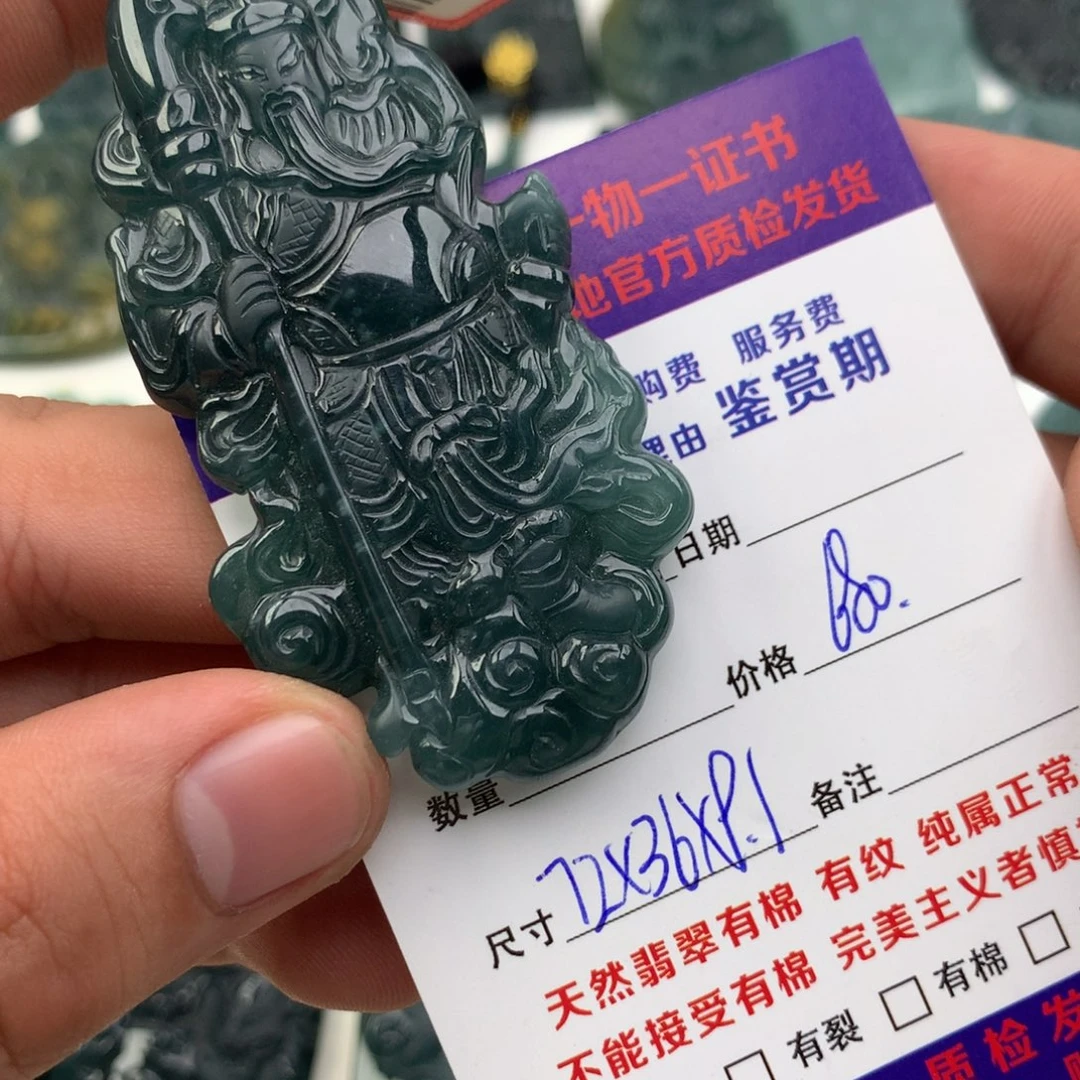 一物一证书
地官方质检发货
购费 服务费
理由 鉴赏期
日期
价格 680.
数量
尺寸 72X36X8.1 备注
天然翡翠有棉 有纹 纯属正常
不能接受有棉 完美主义者慎
有裂 □ 有棉 □
质检发